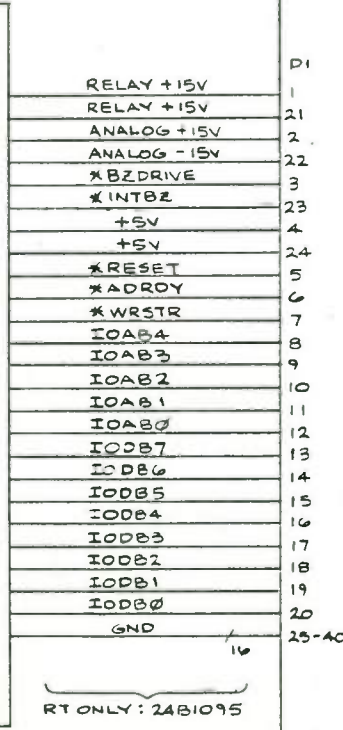 D1
RELAY +15V 1
RELAY +15V 21
ANALOG +15V 2
ANALOG -15V 22
*BZDRIVE 3
*INTBZ 23
+5V 4
+5V 24
*RESET 5
*ADRDY 6
*WRSTR 7
IOAB4 8
IOAB3 9
IOAB2 10
IOAB1 11
IOABØ 12
IODB7 13
IODB6 14
IODB5 15
IODB4 16
IODB3 17
IODB2 18
IODB1 19
IODBØ 20
GND 16 25-40
RT ONLY: 24B1095